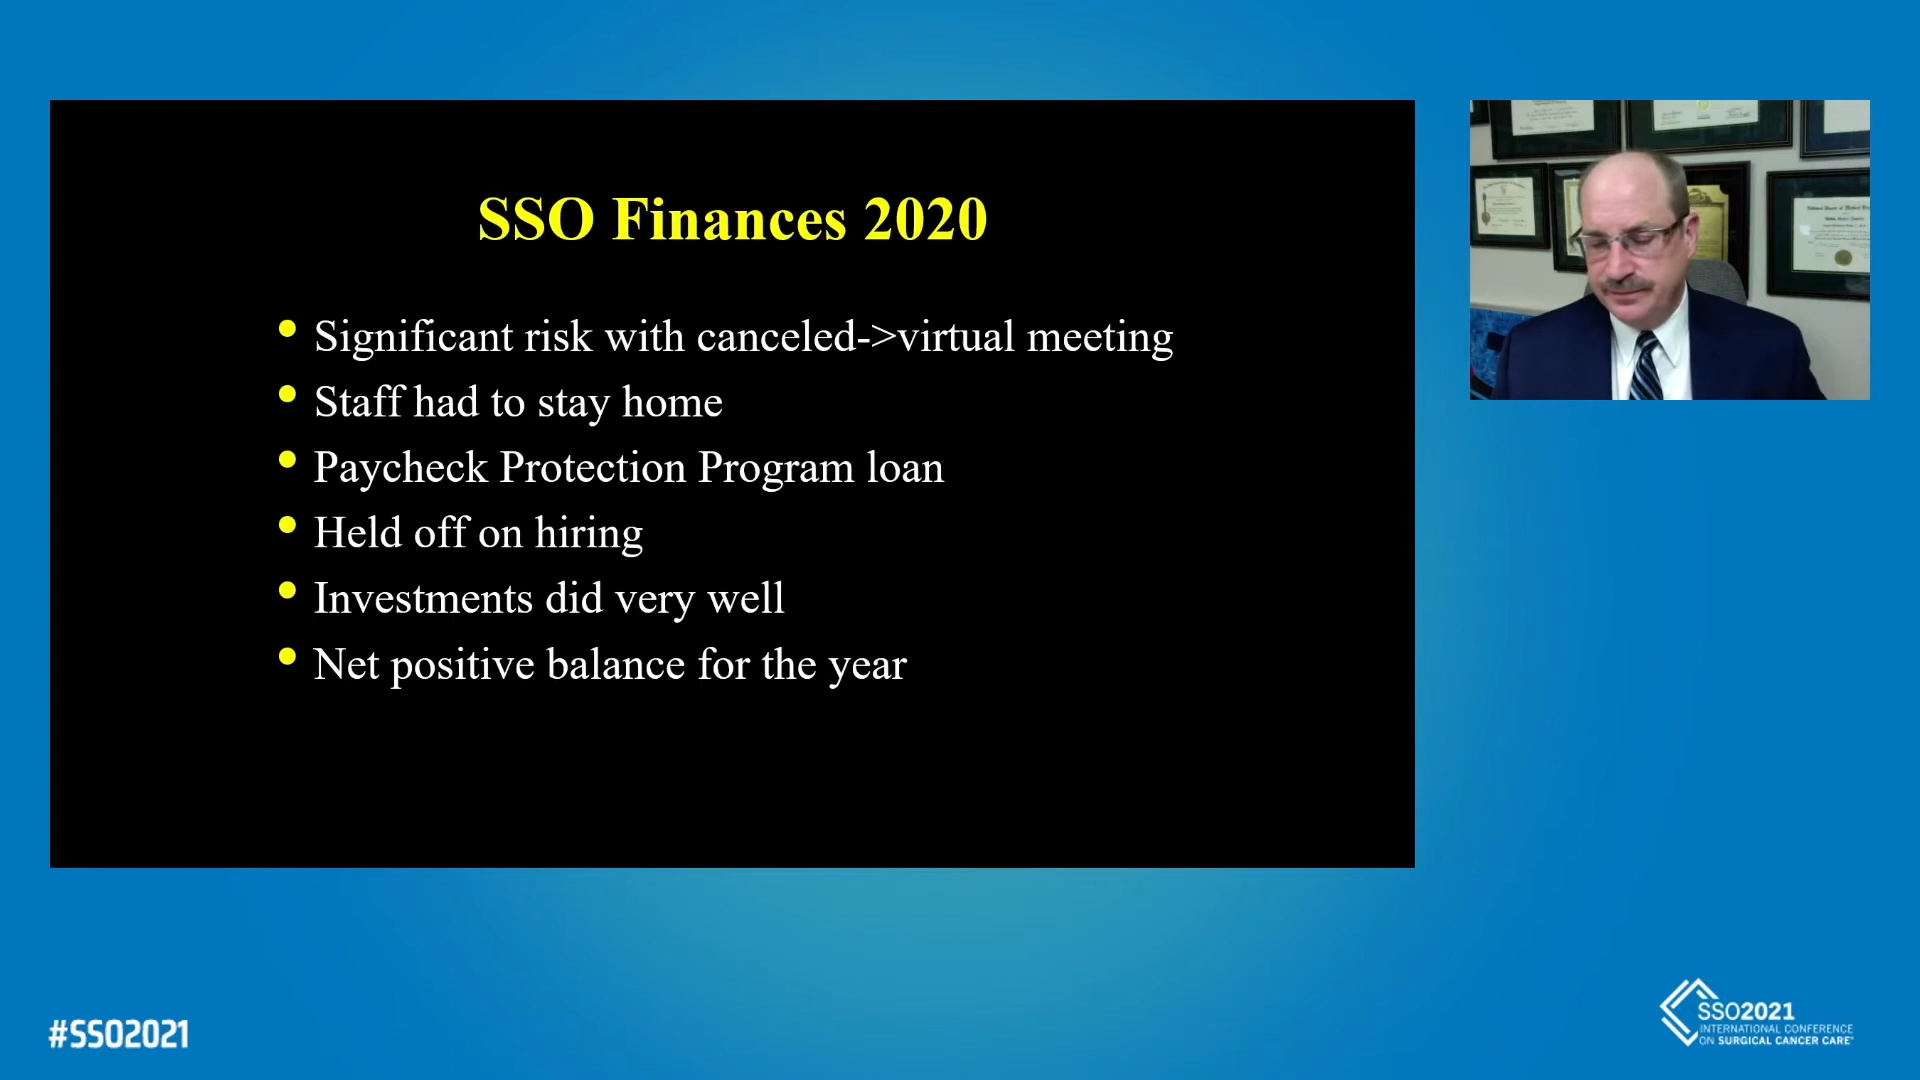 SSO Finances 2020
• Significant risk with canceled->virtual meeting
• Staff had to stay home
• Paycheck Protection Program loan
• Held off on hiring
• Investments did very well
• Net positive balance for the year
#SSO2021
SSO2021
INTERNATIONAL CONFERENCE
ON SURGICAL CANCER CARE